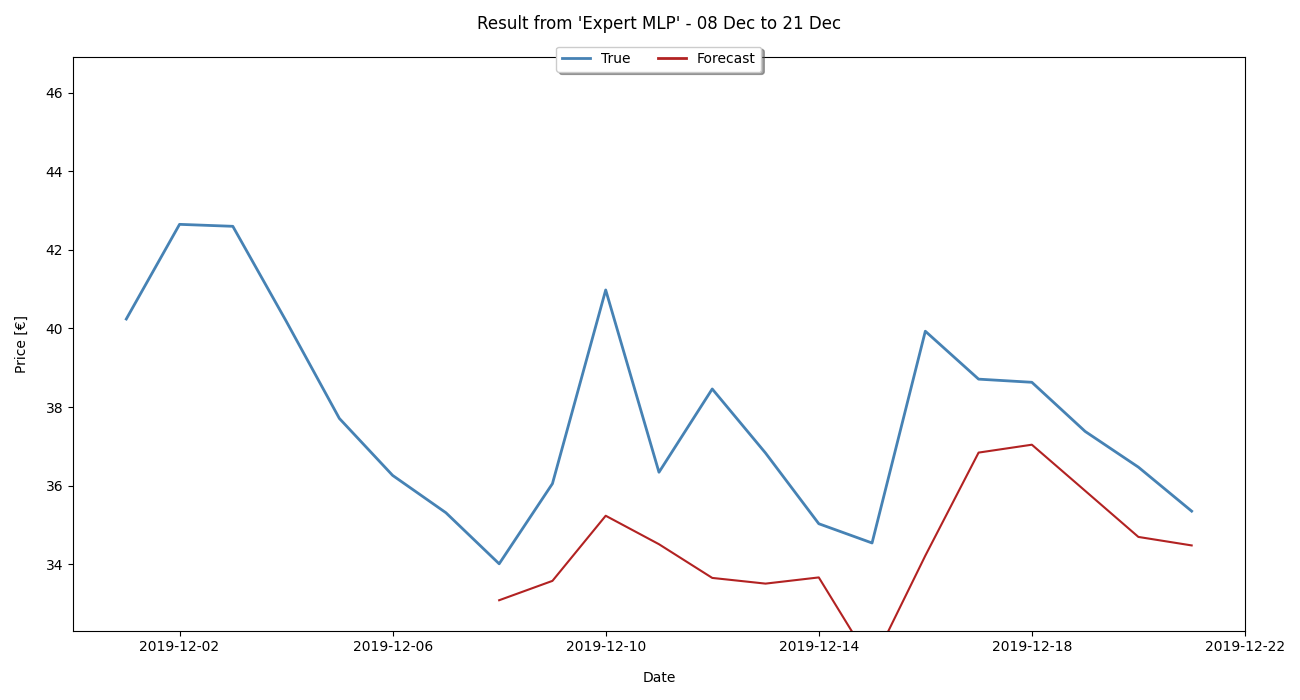 Result from 'Expert MLP' - 08 Dec to 21 Dec
True Forecast
46
44
42
40
38
36
34
Price [€]
2019-12-02 2019-12-06 2019-12-10 2019-12-14 2019-12-18 2019-12-22
Date